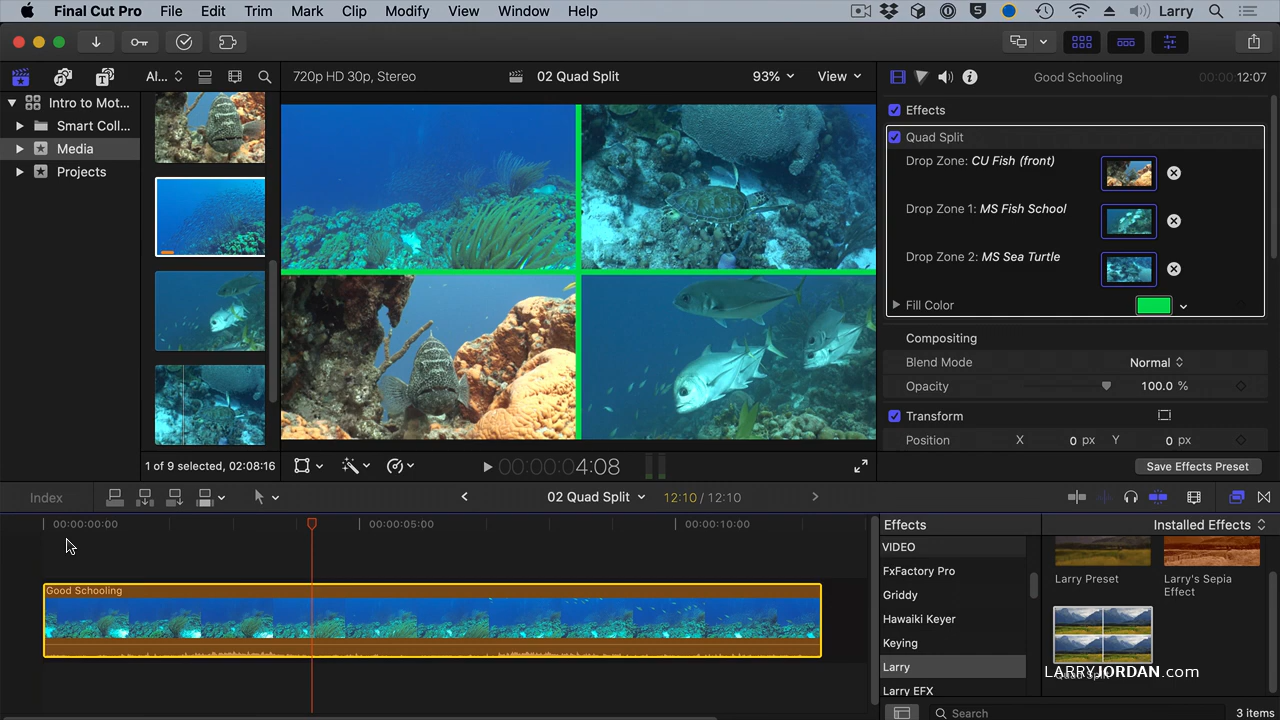 Final Cut Pro File Edit Trim Mark Clip Modify View Window Help Larry
Al... 720p HD 30p, Stereo 02 Quad Split 93% View Good Schooling 00:00:00:12:07
Intro to Mot...
Smart Coll...
Media
Projects
Effects
Quad Split
Drop Zone: CU Fish (front)
Drop Zone 1: MS Fish School
Drop Zone 2: MS Sea Turtle
Fill Color
Compositing
Blend Mode Normal
Opacity 100.0 %
Transform
Position X 0 px Y 0 px
1 of 9 selected, 02:08:16 00:00:04:08 Save Effects Preset
Index 02 Quad Split 12:10 / 12:10
00:00:00:00 00:00:05:00 00:00:10:00
Good Schooling
Effects Installed Effects
VIDEO
FxFactory Pro
Griddy
Hawaiki Keyer
Keying
Larry
Larry EFX
Larry Preset
Larry's Sepia
Effect
LARRYJORDAN.com
Search 3 items